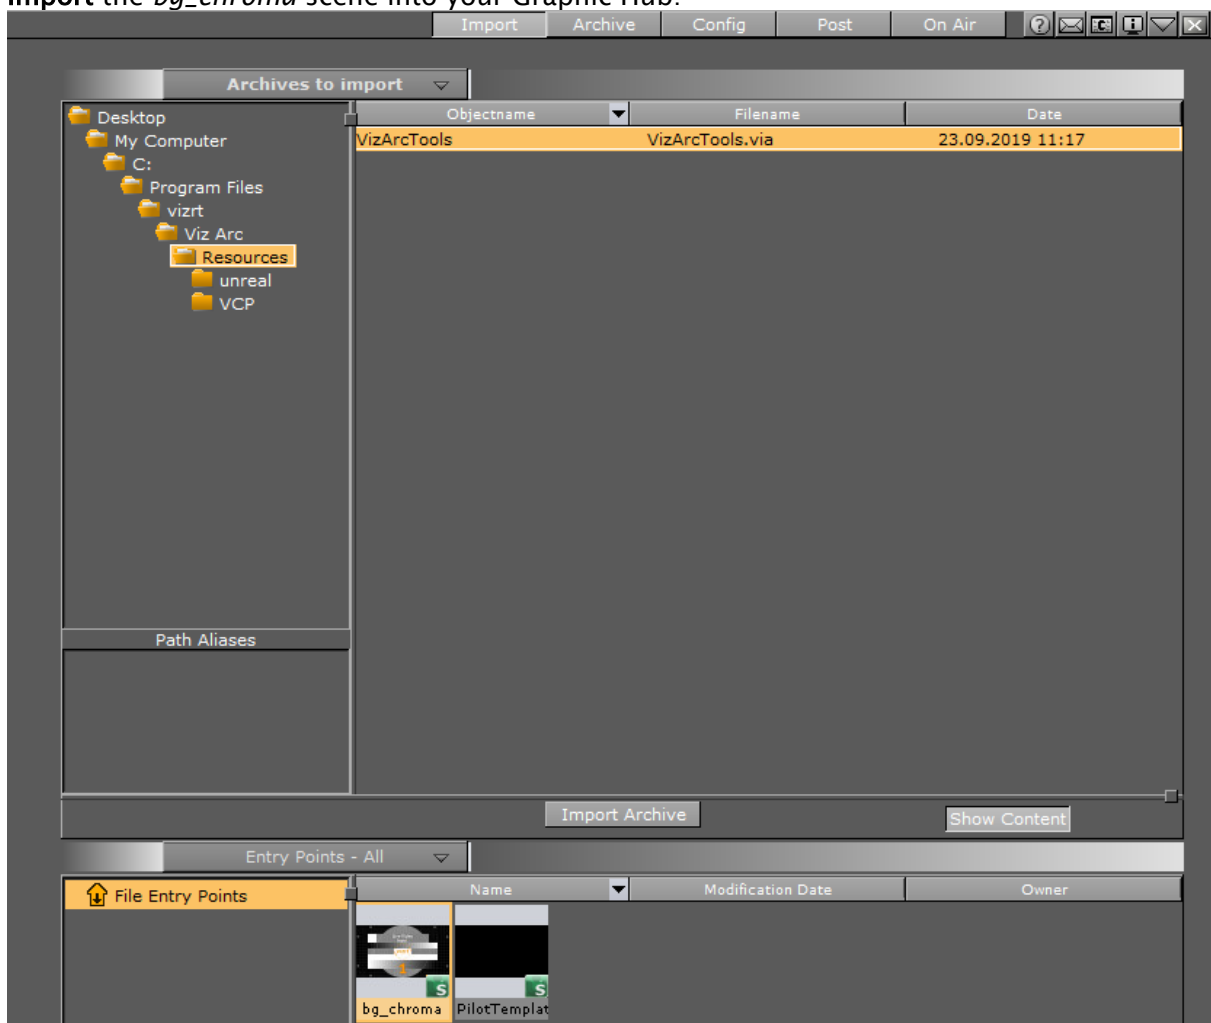 Import the bg_chroma scene into your Graphic Hub.
Import Archive Config Post On Air
Archives to import
Objectname Filename Date
Desktop
My Computer
C:
Program Files
vizrt
Viz Arc
Resources
unreal
VCP
VizArcTools VizArcTools.via 23.09.2019 11:17
Path Aliases
Import Archive Show Content
Entry Points - All
File Entry Points
Name Modification Date Owner
1
S S
bg_chroma PilotTemplat